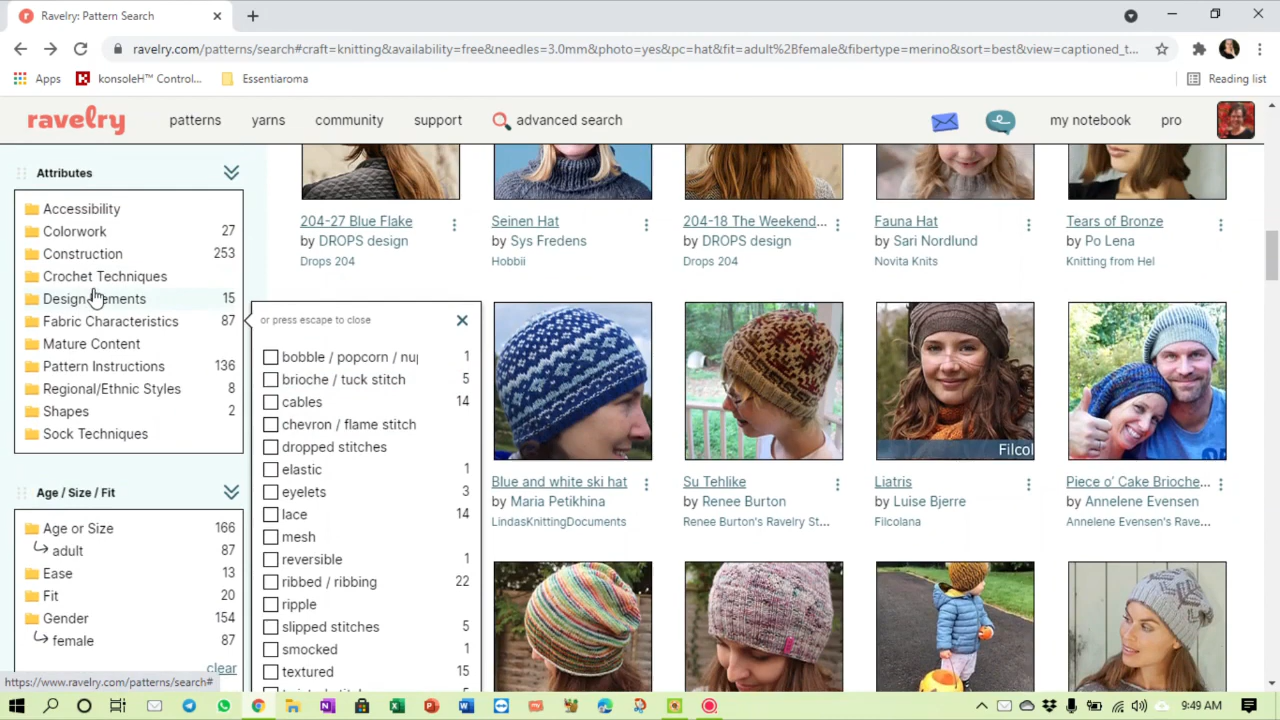 Ravelry: Pattern Search
ravelry.com/patterns/search#craft=knitting&availability=free&needles=3.0mm&photo=yes&pc=hat&fit=adult%2Bfemale&fibertype=merino&sort=best&view=captioned_t...
Apps
konsoleH™ Control...
Essentiaroma
Reading list
ravelry
patterns
yarns
community
support
advanced search
my notebook
pro
Attributes
Accessibility
Colorwork 27
Construction 253
Crochet Techniques
Design ements 15
Fabric Characteristics 87
Mature Content
Pattern Instructions 136
Regional/Ethnic Styles 8
Shapes 2
Sock Techniques
Age / Size / Fit
Age or Size 166
adult 87
Ease 13
Fit 20
Gender 154
female 87
clear
https://www.ravelry.com/patterns/search#
or press escape to close
bobble / popcorn / nup 1
brioche / tuck stitch 5
cables 14
chevron / flame stitch
dropped stitches
elastic 1
eyelets 3
lace 14
mesh
reversible 1
ribbed / ribbing 22
ripple
slipped stitches 5
smocked 1
textured 15
204-27 Blue Flake
by DROPS design
Drops 204
Seinen Hat
by Sys Fredens
Hobbii
204-18 The Weekend...
by DROPS design
Drops 204
Fauna Hat
by Sari Nordlund
Novita Knits
Tears of Bronze
by Po Lena
Knitting from Hel
Filcol
Blue and white ski hat
by Maria Petikhina
LindasKnittingDocuments
Su Tehlike
by Renee Burton
Renee Burton's Ravelry St...
Liatris
by Luise Bjerre
Filcolana
Piece o' Cake Brioche...
by Annelene Evensen
Annelene Evensen's Rave...
9:49 AM